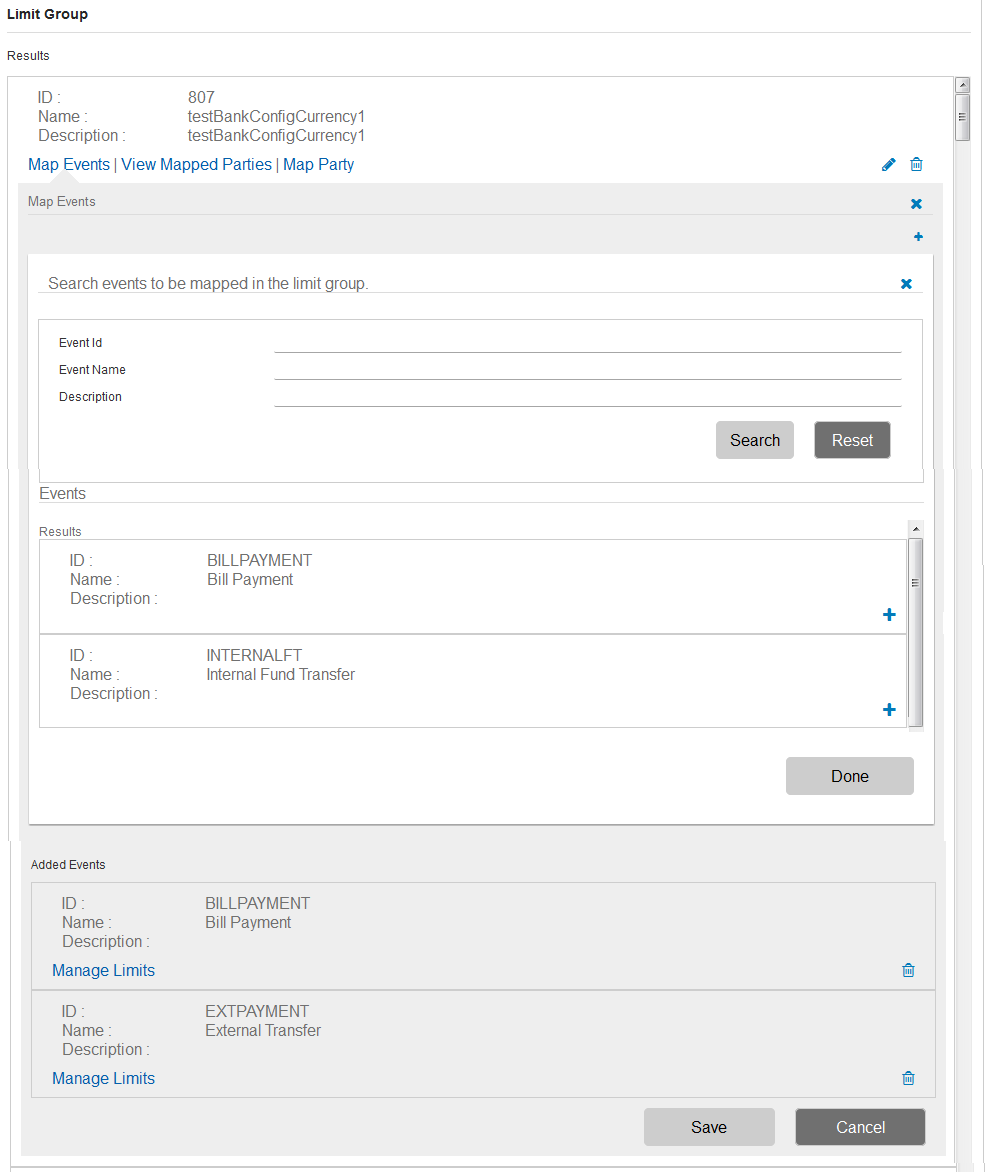 Limit Group
Results
ID : 807
Name : testBankConfigCurrency1
Description : testBankConfigCurrency1
Map Events | View Mapped Parties | Map Party
Map Events
Search events to be mapped in the limit group.
Event Id
Event Name
Description
Search Reset
Events
Results
ID : BILLPAYMENT
Name : Bill Payment
Description :
ID : INTERNALFT
Name : Internal Fund Transfer
Description :
Done
Added Events
ID : BILLPAYMENT
Name : Bill Payment
Description :
Manage Limits
ID : EXTPAYMENT
Name : External Transfer
Description :
Manage Limits
Save Cancel